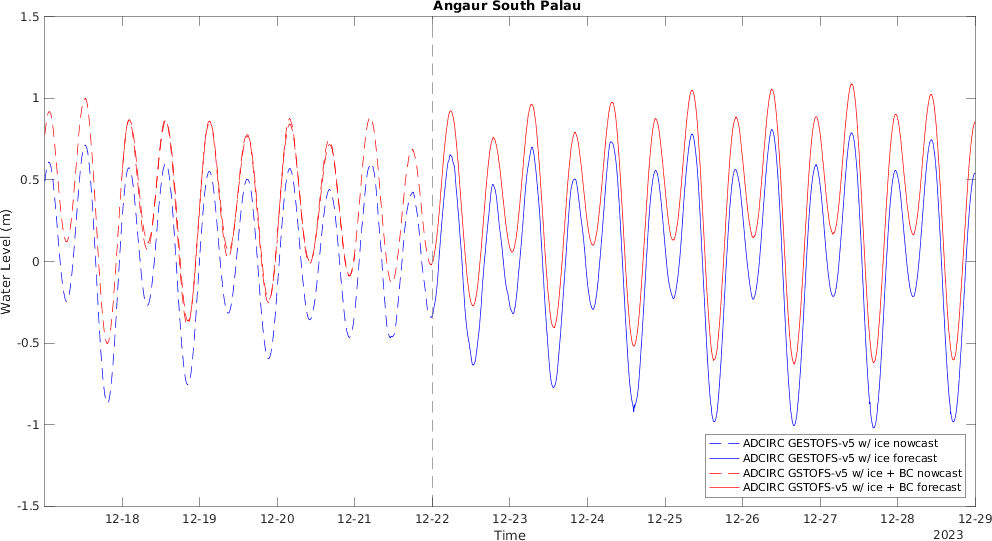 Angaur South Palau
1.5
1
0.5
0
-0.5
-1
-1.5
Water Level (m)
12-18
12-19
12-20
12-21
12-22
12-23
12-24
12-25
12-26
12-27
12-28
12-29
Time
2023
ADCIRC GESTOFS-v5 w/ ice nowcast
ADCIRC GESTOFS-v5 w/ ice forecast
ADCIRC GSTOFS-v5 w/ ice + BC nowcast
ADCIRC GSTOFS-v5 w/ ice + BC forecast